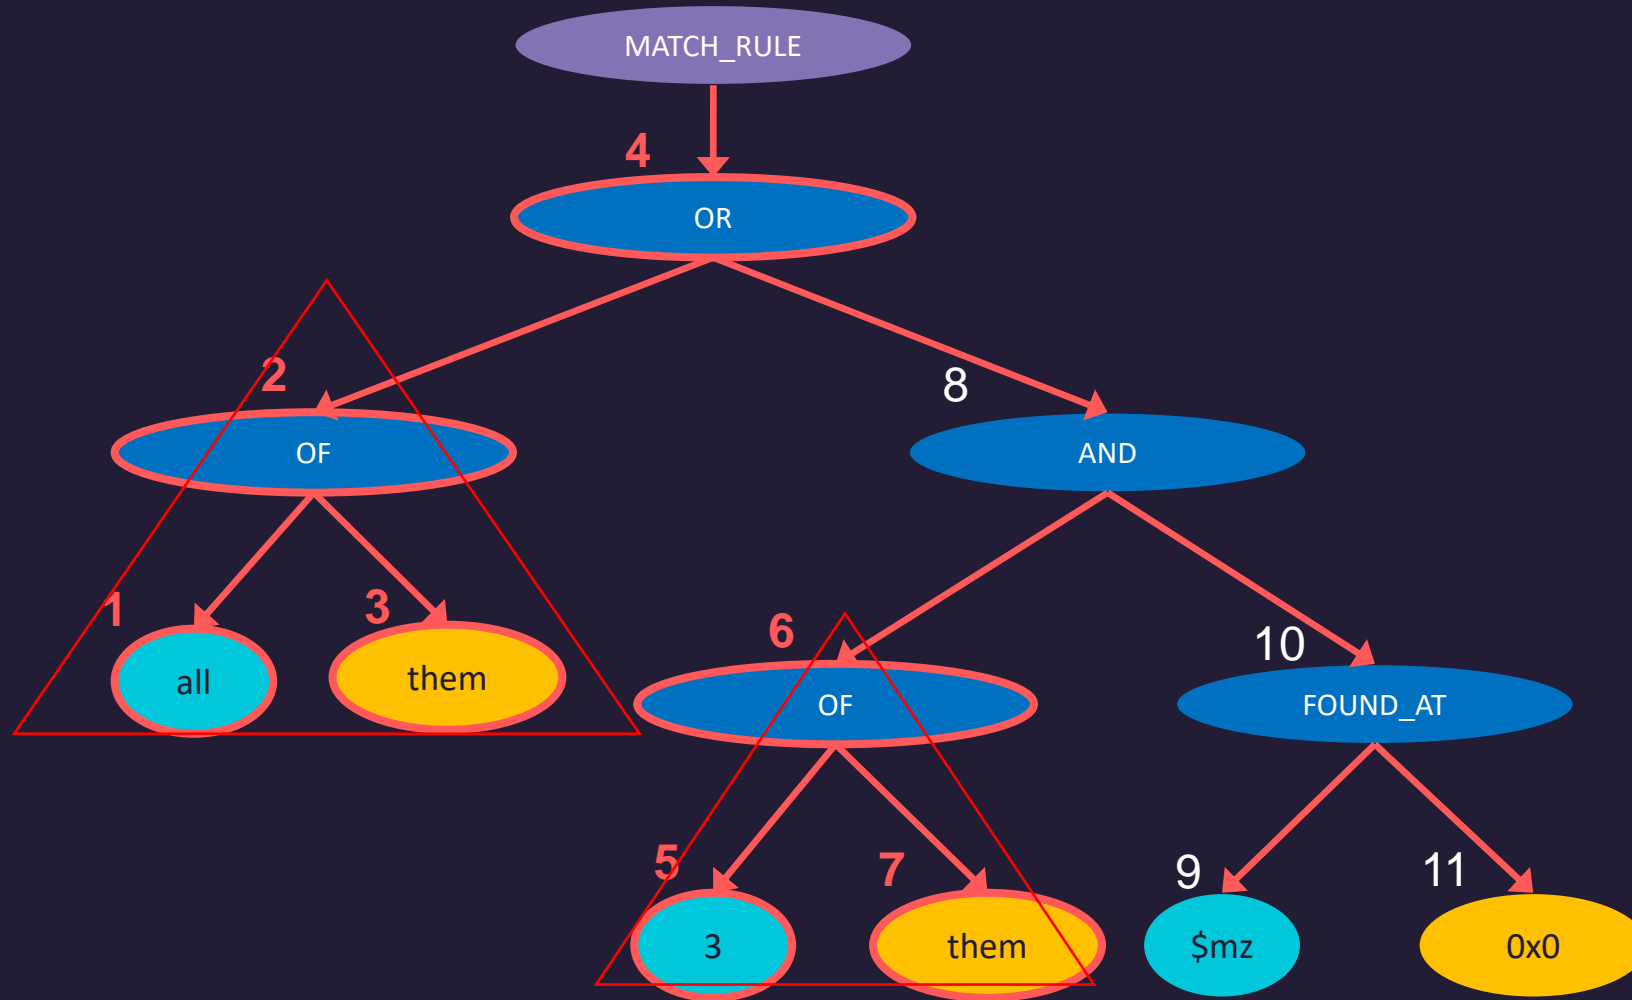 MATCH_RULE
4
OR
2
8
OF
AND
1
3
all
them
6
10
OF
FOUND_AT
5
7
9
11
3
them
$mz
0x0